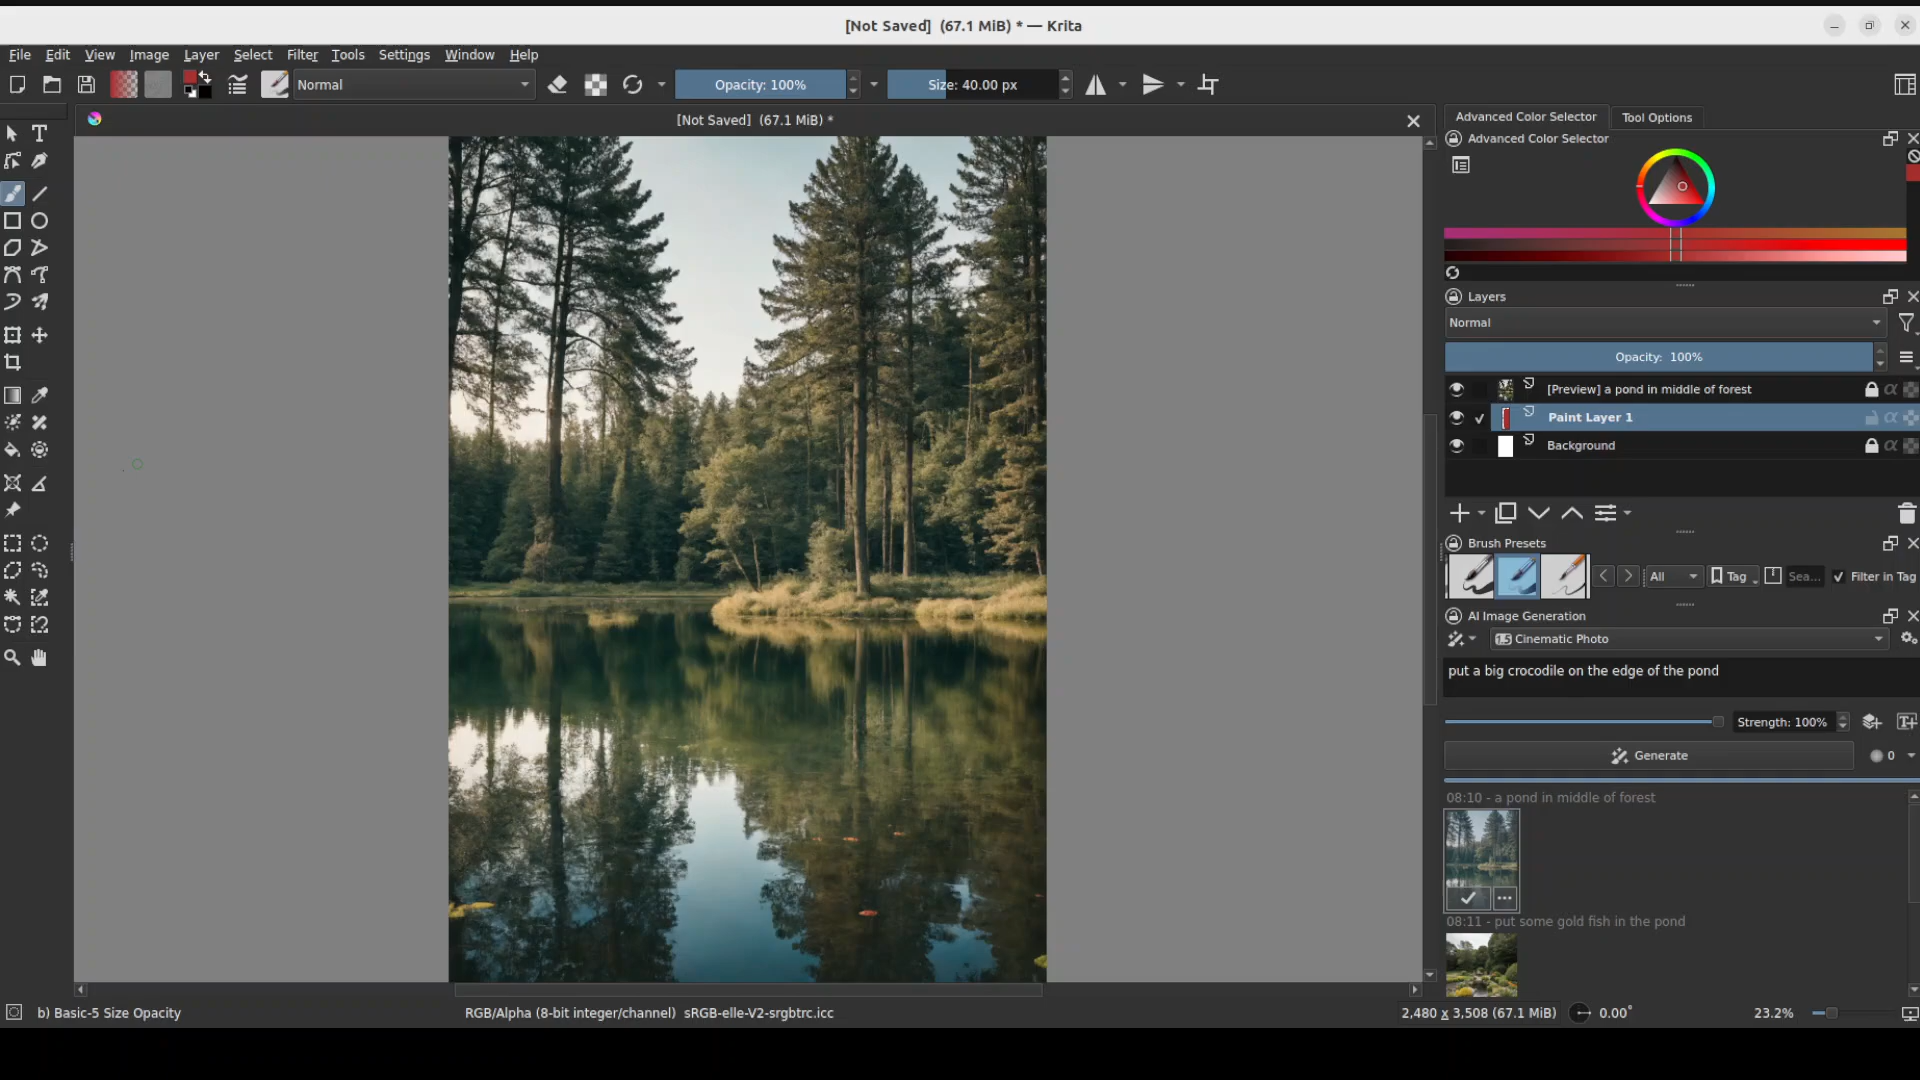 [Not Saved]  (67.1 MiB) * — Krita
File Edit View Image Layer Select Filter Tools Settings Window Help
Normal
Opacity: 100%
Size: 40.00 px
[Not Saved]  (67.1 MiB) *
Advanced Color Selector
Tool Options
Advanced Color Selector
Layers
Normal
Opacity:  100%
[Preview] a pond in middle of forest
Paint Layer 1
Background
Brush Presets
All
Tag
Sea...
Filter in Tag
AI Image Generation
1.5 Cinematic Photo
put a big crocodile on the edge of the pond
Strength: 100%
Generate
0
08:10 - a pond in middle of forest
08:11 - put some gold fish in the pond
b) Basic-5 Size Opacity
RGB/Alpha (8-bit integer/channel)  sRGB-elle-V2-srgbtrc.icc
2,480 x 3,508 (67.1 MiB)
0.00°
23.2%